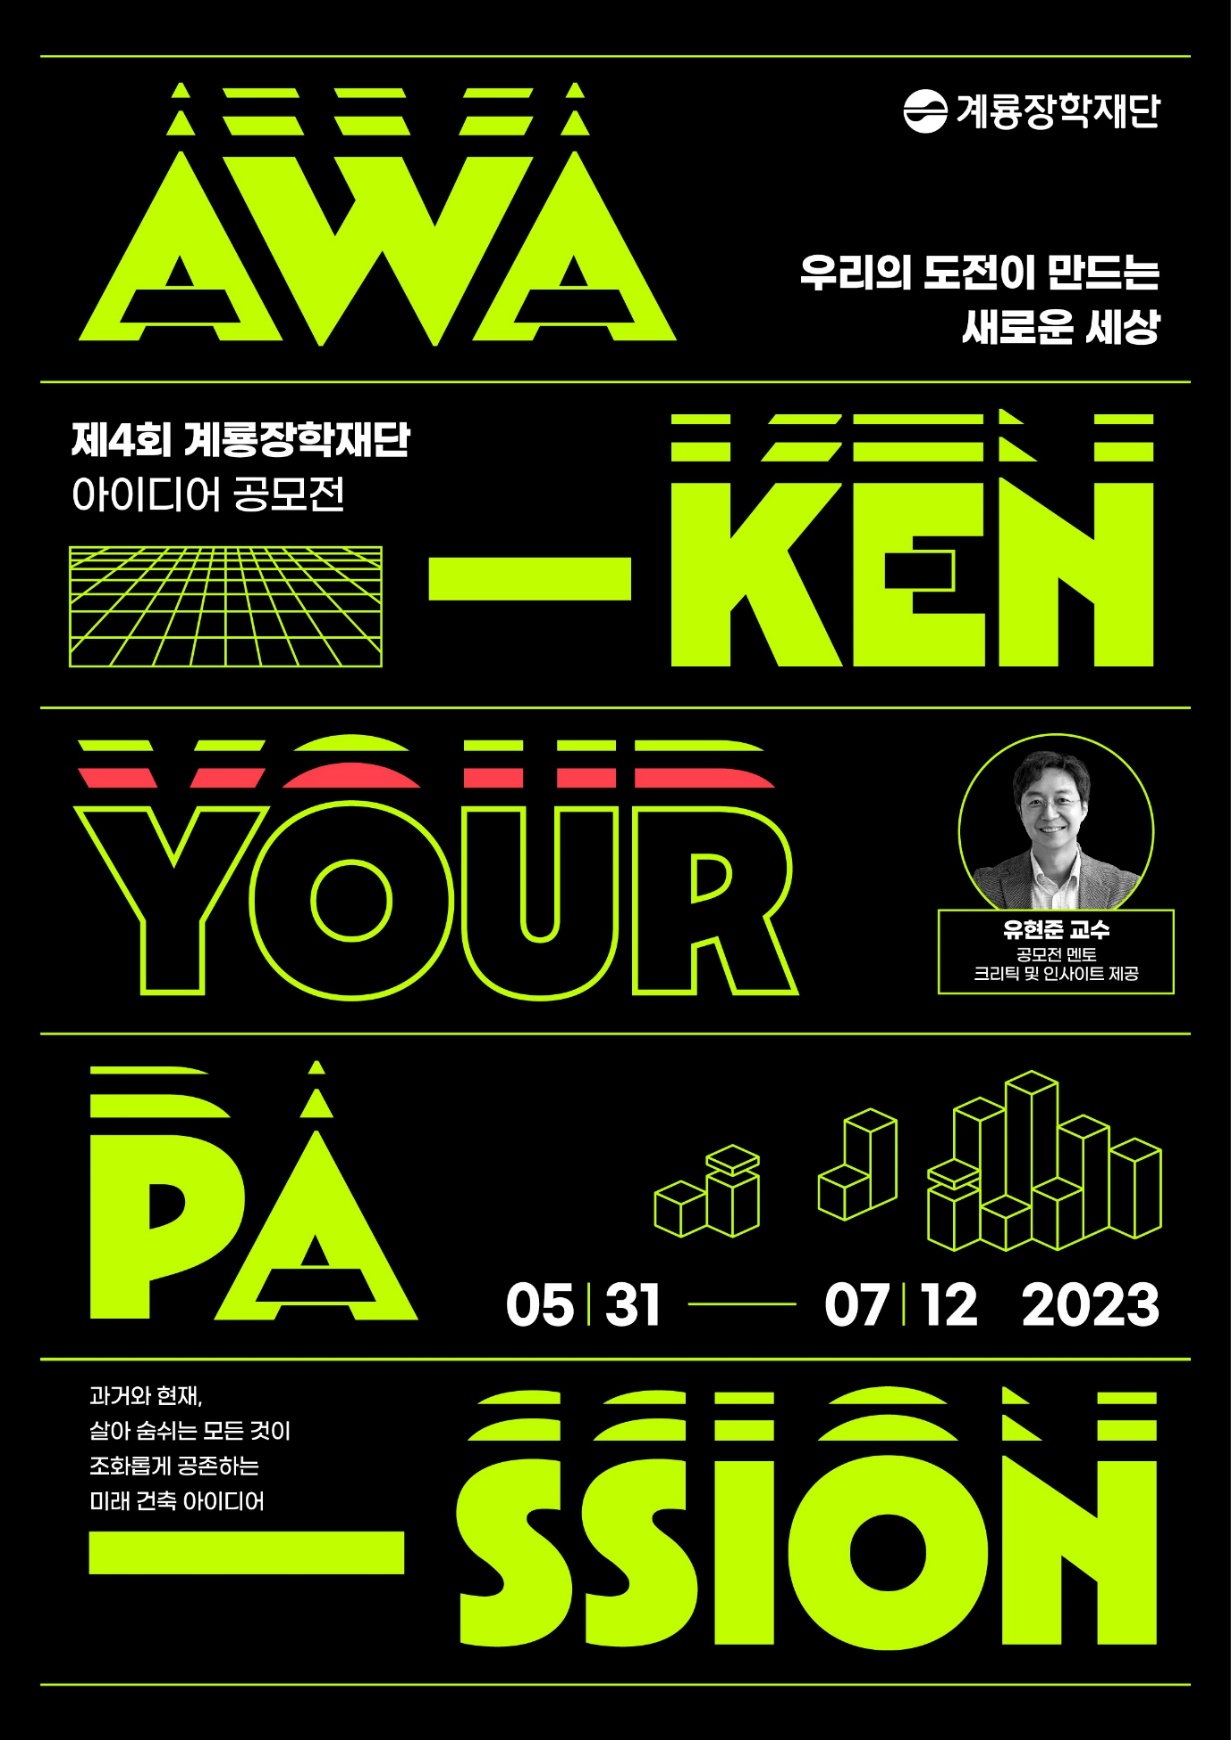 AWA
계룡장학재단
우리의 도전이 만드는
새로운 세상
제4회 계룡장학재단
아이디어 공모전
KEN
YOUR
유현준 교수
공모전 멘토
크리틱 및 인사이트 제공
PA
05|31 — 07|12 2023
과거와 현재,
살아 숨쉬는 모든 것이
조화롭게 공존하는
미래 건축 아이디어
SSION